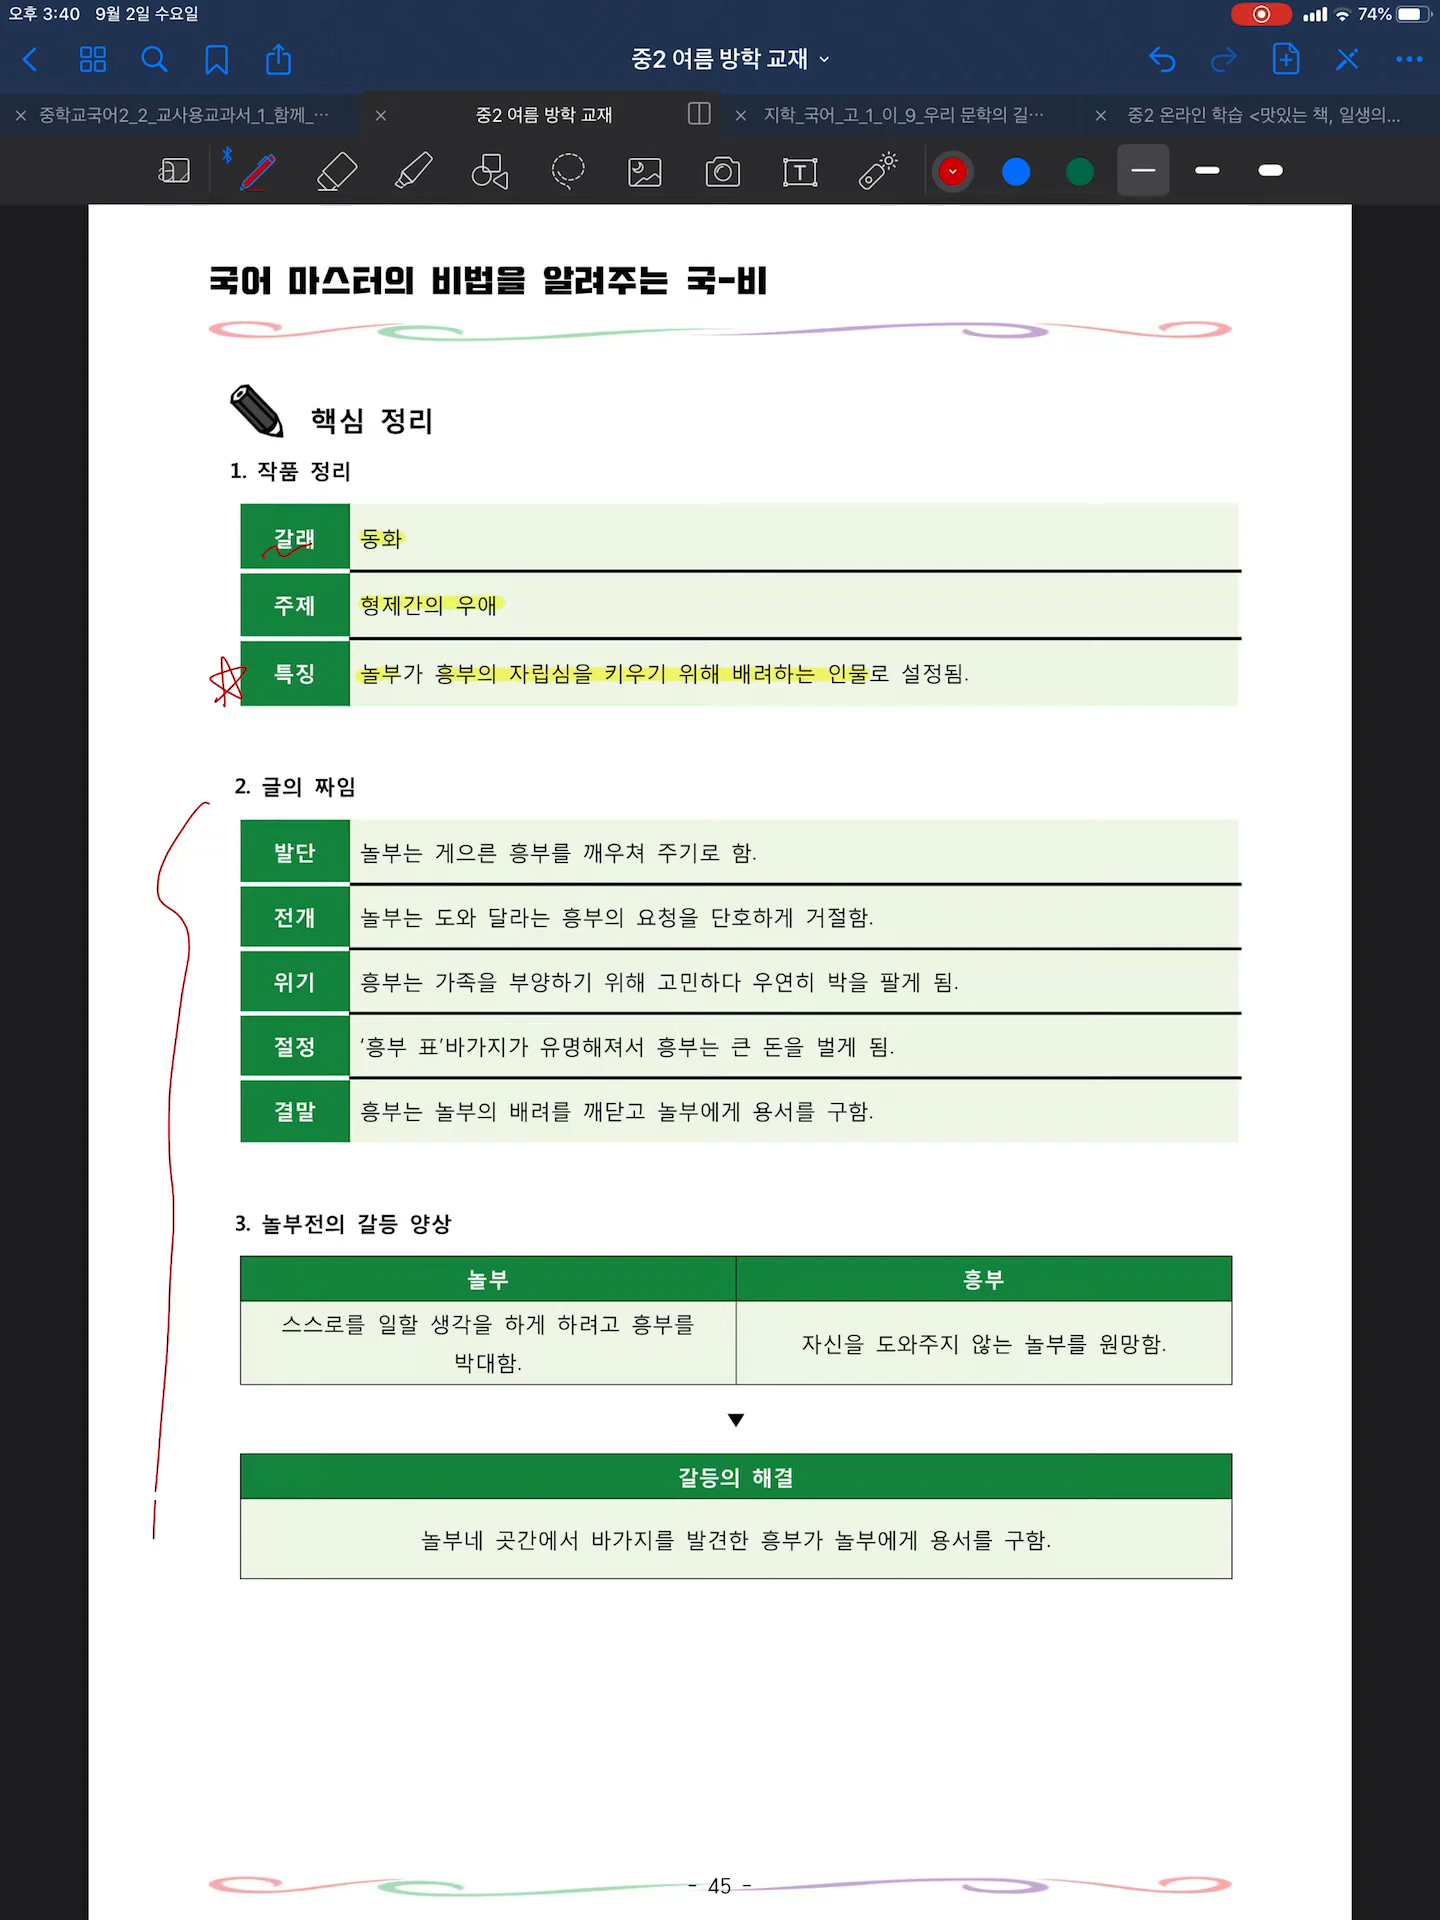 오후 3:40 9월 2일 수요일
74%
중2 여름 방학 교재
중학교국어2_2_교사용교과서_1_함께_…
중2 여름 방학 교재
지학_국어_고_1_이_9_우리 문학의 길…
중2 온라인 학습 <맛있는 책, 일생의...
T
국어 마스터의 비법을 알려주는 국-비
핵심 정리
1. 작품 정리
갈래 동화
주제 형제간의 우애
특징 놀부가 흥부의 자립심을 키우기 위해 배려하는 인물로 설정됨.
2. 글의 짜임
발단 놀부는 게으른 흥부를 깨우쳐 주기로 함.
전개 놀부는 도와 달라는 흥부의 요청을 단호하게 거절함.
위기 흥부는 가족을 부양하기 위해 고민하다 우연히 박을 팔게 됨.
절정 ‘흥부 표’바가지가 유명해져서 흥부는 큰 돈을 벌게 됨.
결말 흥부는 놀부의 배려를 깨닫고 놀부에게 용서를 구함.
3. 놀부전의 갈등 양상
놀부 흥부
스스로를 일할 생각을 하게 하려고 흥부를
박대함.
자신을 도와주지 않는 놀부를 원망함.
갈등의 해결
놀부네 곳간에서 바가지를 발견한 흥부가 놀부에게 용서를 구함.
- 45 -